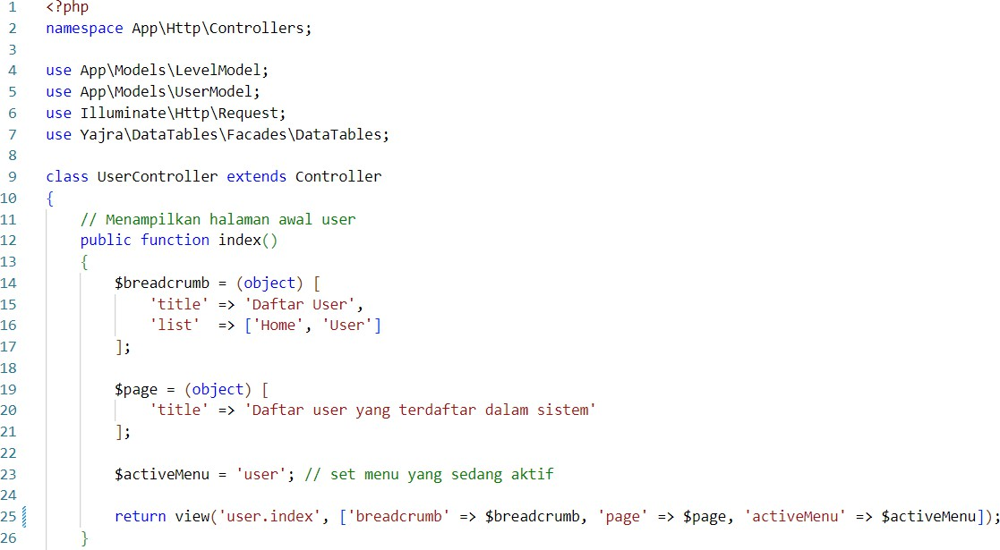 1 <?php
2 namespace App\Http\Controllers;
3
4 use App\Models\LevelModel;
5 use App\Models\UserModel;
6 use Illuminate\Http\Request;
7 use Yajra\DataTables\Facades\DataTables;
8
9 class UserController extends Controller
10 {
11     // Menampilkan halaman awal user
12     public function index()
13     {
14         $breadcrumb = (object) [
15             'title' => 'Daftar User',
16             'list'  => ['Home', 'User']
17         ];
18
19         $page = (object) [
20             'title' => 'Daftar user yang terdaftar dalam sistem'
21         ];
22
23         $activeMenu = 'user'; // set menu yang sedang aktif
24
25         return view('user.index', ['breadcrumb' => $breadcrumb, 'page' => $page, 'activeMenu' => $activeMenu]);
26     }